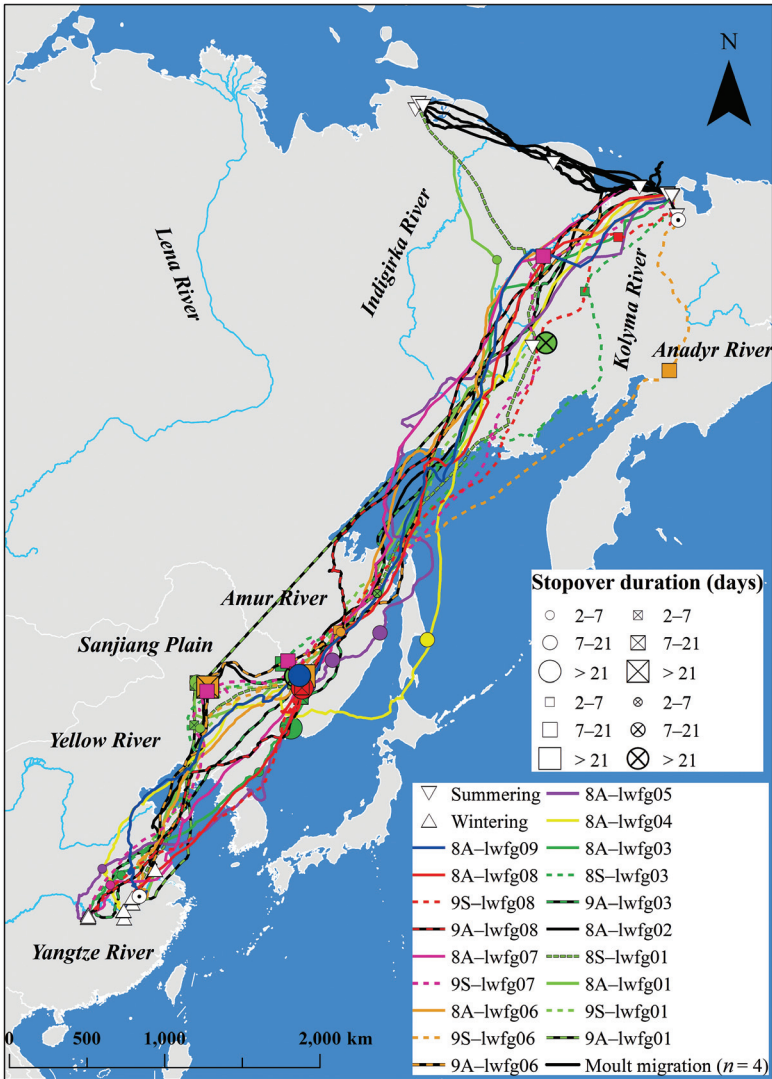 N
Lena River
Indigirka River
Kolyma River
Anadyr River
Amur River
Sanjiang Plain
Yellow River
Yangtze River
Stopover duration (days)
2–7 2–7
7–21 7–21
> 21 > 21
2–7 2–7
7–21 7–21
> 21 > 21
Summering 8A–lwfg05
Wintering 8A–lwfg04
8A–lwfg09 8A–lwfg03
8A–lwfg08 8S–lwfg03
9S–lwfg08 9A–lwfg03
9A–lwfg08 8A–lwfg02
8A–lwfg07 8S–lwfg01
9S–lwfg07 8A–lwfg01
8A–lwfg06 9S–lwfg01
9S–lwfg06 9A–lwfg01
9A–lwfg06 Moult migration (n = 4)
0 500 1,000 2,000 km